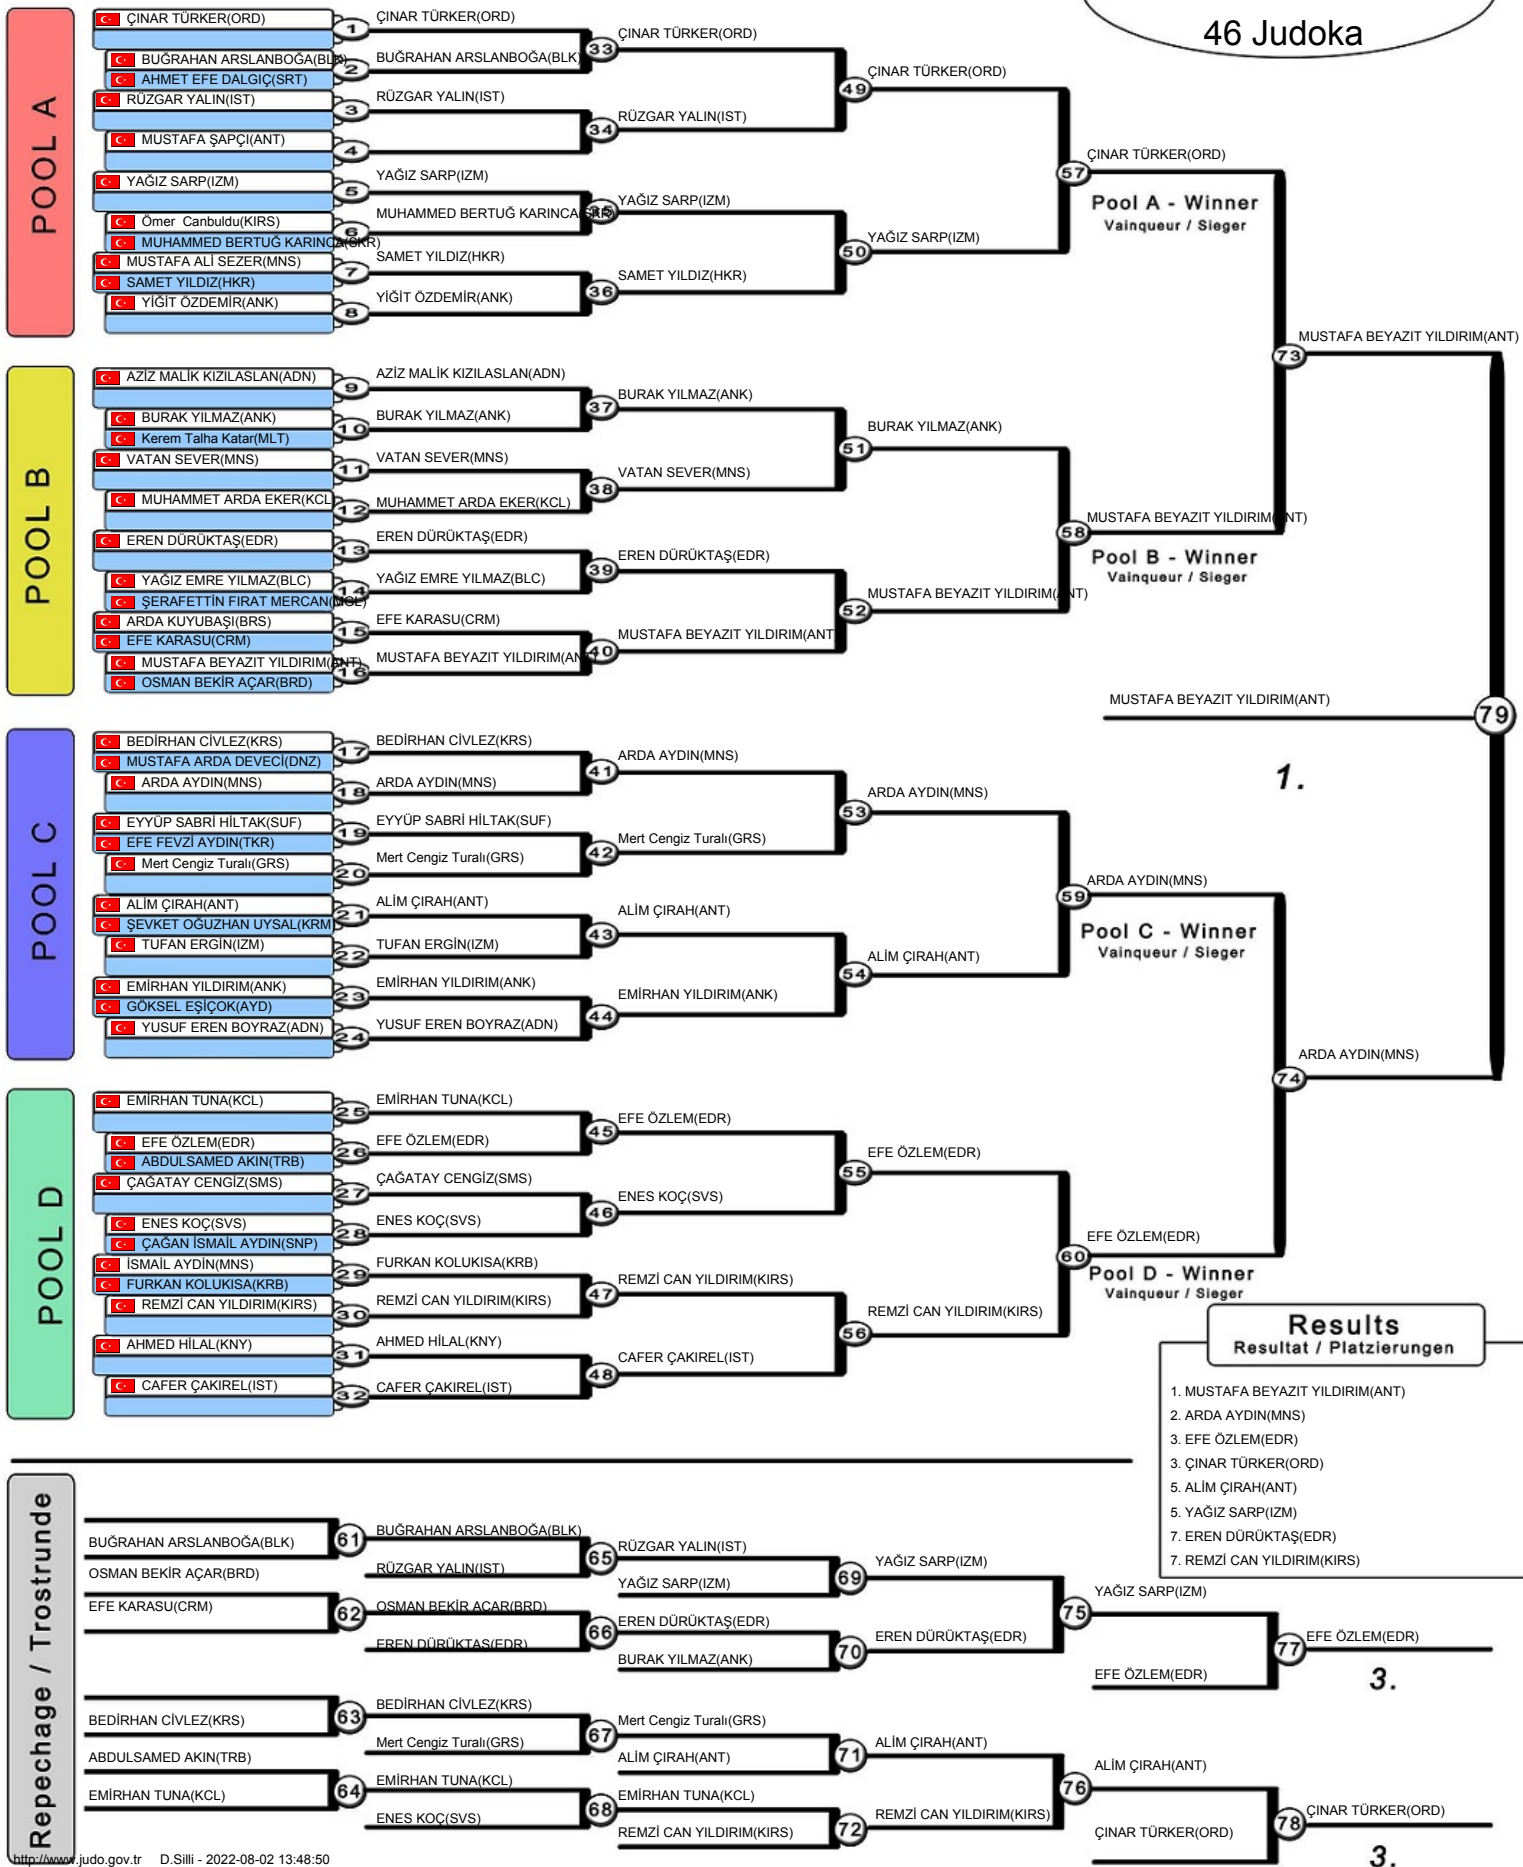 46 Judoka
POOL A
ÇINAR TÜRKER(ORD)
BUĞRAHAN ARSLANBOĞA(BLK)
AHMET EFE DALGIÇ(SRT)
RÜZGAR YALIN(IST)
MUSTAFA ŞAPÇI(ANT)
YAĞIZ SARP(IZM)
Ömer Canbuldu(KIRS)
MUHAMMED BERTUĞ KARINCA(SKR)
MUSTAFA ALİ SEZER(MNS)
SAMET YILDIZ(HKR)
YİĞİT ÖZDEMİR(ANK)
1
2
3
4
5
6
7
8
ÇINAR TÜRKER(ORD)
BUĞRAHAN ARSLANBOĞA(BLK)
RÜZGAR YALIN(IST)
YAĞIZ SARP(IZM)
MUHAMMED BERTUĞ KARINCA(SKR)
SAMET YILDIZ(HKR)
YİĞİT ÖZDEMİR(ANK)
33
34
35
36
ÇINAR TÜRKER(ORD)
RÜZGAR YALIN(IST)
YAĞIZ SARP(IZM)
SAMET YILDIZ(HKR)
49
50
ÇINAR TÜRKER(ORD)
YAĞIZ SARP(IZM)
57
ÇINAR TÜRKER(ORD)
Pool A - Winner
Vainqueur / Sieger
POOL B
AZİZ MALİK KIZILASLAN(ADN)
BURAK YILMAZ(ANK)
Kerem Talha Katar(MLT)
VATAN SEVER(MNS)
MUHAMMET ARDA EKER(KCL)
EREN DÜRÜKTAŞ(EDR)
YAĞIZ EMRE YILMAZ(BLC)
ŞERAFETTİN FIRAT MERCAN(MGL)
ARDA KUYUBAŞI(BRS)
EFE KARASU(CRM)
MUSTAFA BEYAZIT YILDIRIM(ANT)
OSMAN BEKİR AÇAR(BRD)
9
10
11
12
13
14
15
16
AZİZ MALİK KIZILASLAN(ADN)
BURAK YILMAZ(ANK)
VATAN SEVER(MNS)
MUHAMMET ARDA EKER(KCL)
EREN DÜRÜKTAŞ(EDR)
YAĞIZ EMRE YILMAZ(BLC)
EFE KARASU(CRM)
MUSTAFA BEYAZIT YILDIRIM(ANT)
37
38
39
40
BURAK YILMAZ(ANK)
VATAN SEVER(MNS)
EREN DÜRÜKTAŞ(EDR)
MUSTAFA BEYAZIT YILDIRIM(ANT
51
52
BURAK YILMAZ(ANK)
MUSTAFA BEYAZIT YILDIRIM(ANT)
58
MUSTAFA BEYAZIT YILDIRIM(ANT)
Pool B - Winner
Vainqueur / Sieger
73
MUSTAFA BEYAZIT YILDIRIM(ANT)
MUSTAFA BEYAZIT YILDIRIM(ANT)
79
1.
POOL C
BEDİRHAN CİVLEZ(KRS)
MUSTAFA ARDA DEVECİ(DNZ)
ARDA AYDIN(MNS)
EYYÜP SABRİ HİLTAK(SUF)
EFE FEVZİ AYDIN(TKR)
Mert Cengiz Turalı(GRS)
ALİM ÇIRAH(ANT)
ŞEVKET OĞUZHAN UYSAL(KRM)
TUFAN ERGİN(IZM)
EMİRHAN YILDIRIM(ANK)
GÖKSEL EŞİÇOK(AYD)
YUSUF EREN BOYRAZ(ADN)
17
18
19
20
21
22
23
24
BEDİRHAN CİVLEZ(KRS)
ARDA AYDIN(MNS)
EYYÜP SABRİ HİLTAK(SUF)
Mert Cengiz Turalı(GRS)
ALİM ÇIRAH(ANT)
TUFAN ERGİN(IZM)
EMİRHAN YILDIRIM(ANK)
YUSUF EREN BOYRAZ(ADN)
41
42
43
44
ARDA AYDIN(MNS)
Mert Cengiz Turalı(GRS)
ALİM ÇIRAH(ANT)
EMİRHAN YILDIRIM(ANK)
53
54
ARDA AYDIN(MNS)
ALİM ÇIRAH(ANT)
59
ARDA AYDIN(MNS)
Pool C - Winner
Vainqueur / Sieger
74
ARDA AYDIN(MNS)
POOL D
EMİRHAN TUNA(KCL)
EFE ÖZLEM(EDR)
ABDULSAMED AKIN(TRB)
ÇAĞATAY CENGİZ(SMS)
ENES KOÇ(SVS)
ÇAĞAN İSMAİL AYDIN(SNP)
İSMAİL AYDİN(MNS)
FURKAN KOLUKISA(KRB)
REMZİ CAN YILDIRIM(KIRS)
AHMED HİLAL(KNY)
CAFER ÇAKIREL(IST)
25
26
27
28
29
30
31
32
EMİRHAN TUNA(KCL)
EFE ÖZLEM(EDR)
ÇAĞATAY CENGİZ(SMS)
ENES KOÇ(SVS)
FURKAN KOLUKISA(KRB)
REMZİ CAN YILDIRIM(KIRS)
AHMED HİLAL(KNY)
CAFER ÇAKIREL(IST)
45
46
47
48
EFE ÖZLEM(EDR)
ENES KOÇ(SVS)
REMZİ CAN YILDIRIM(KIRS)
CAFER ÇAKIREL(IST)
55
56
EFE ÖZLEM(EDR)
REMZİ CAN YILDIRIM(KIRS)
60
EFE ÖZLEM(EDR)
Pool D - Winner
Vainqueur / Sieger
Results
Resultat / Platzierungen
1. MUSTAFA BEYAZIT YILDIRIM(ANT)
2. ARDA AYDIN(MNS)
3. EFE ÖZLEM(EDR)
3. ÇINAR TÜRKER(ORD)
5. ALİM ÇIRAH(ANT)
5. YAĞIZ SARP(IZM)
7. EREN DÜRÜKTAŞ(EDR)
7. REMZİ CAN YILDIRIM(KIRS)
Repechage / Trostrunde
BUĞRAHAN ARSLANBOĞA(BLK)
OSMAN BEKİR AÇAR(BRD)
EFE KARASU(CRM)
BEDİRHAN CİVLEZ(KRS)
ABDULSAMED AKIN(TRB)
EMİRHAN TUNA(KCL)
61
62
63
64
BUĞRAHAN ARSLANBOĞA(BLK)
RÜZGAR YALIN(IST)
OSMAN BEKİR AÇAR(BRD)
EREN DÜRÜKTAŞ(EDR)
BEDİRHAN CİVLEZ(KRS)
Mert Cengiz Turalı(GRS)
EMİRHAN TUNA(KCL)
ENES KOÇ(SVS)
65
66
67
68
RÜZGAR YALIN(IST)
YAĞIZ SARP(IZM)
EREN DÜRÜKTAŞ(EDR)
BURAK YILMAZ(ANK)
Mert Cengiz Turalı(GRS)
ALİM ÇIRAH(ANT)
EMİRHAN TUNA(KCL)
REMZİ CAN YILDIRIM(KIRS)
69
70
71
72
YAĞIZ SARP(IZM)
EREN DÜRÜKTAŞ(EDR)
ALİM ÇIRAH(ANT)
REMZİ CAN YILDIRIM(KIRS)
75
76
YAĞIZ SARP(IZM)
EFE ÖZLEM(EDR)
ALİM ÇIRAH(ANT)
ÇINAR TÜRKER(ORD)
77
EFE ÖZLEM(EDR)
3.
78
ÇINAR TÜRKER(ORD)
3.
http://www.judo.gov.tr D.Silli - 2022-08-02 13:48:50